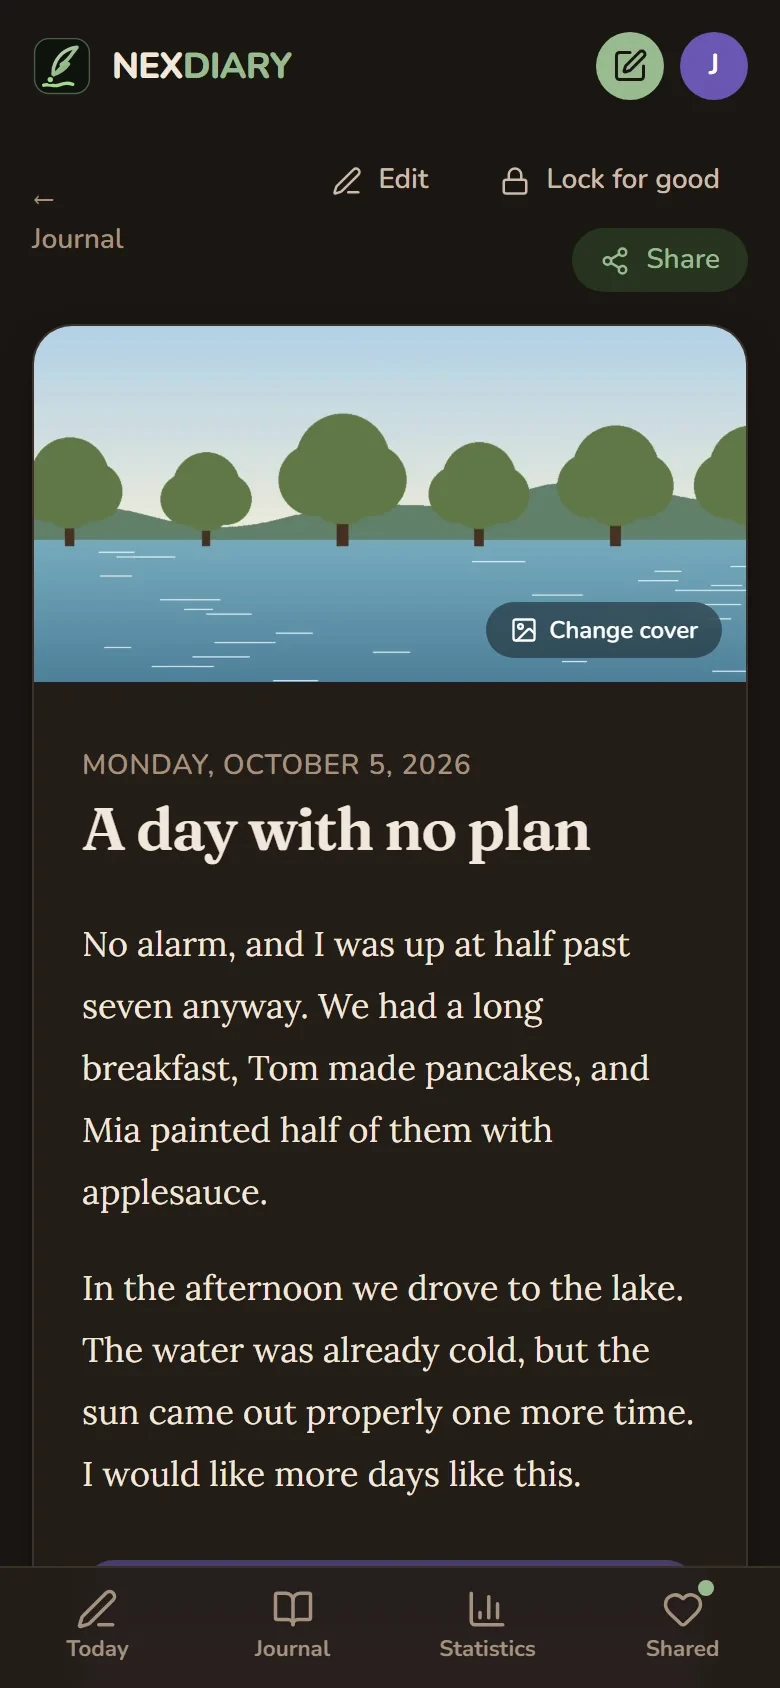 NEXDIARY
J
←
Journal
Edit
Lock for good
Share
Change cover
MONDAY, OCTOBER 5, 2026
A day with no plan
No alarm, and I was up at half past
seven anyway. We had a long
breakfast, Tom made pancakes, and
Mia painted half of them with
applesauce.
In the afternoon we drove to the lake.
The water was already cold, but the
sun came out properly one more time.
I would like more days like this.
Today
Journal
Statistics
Shared